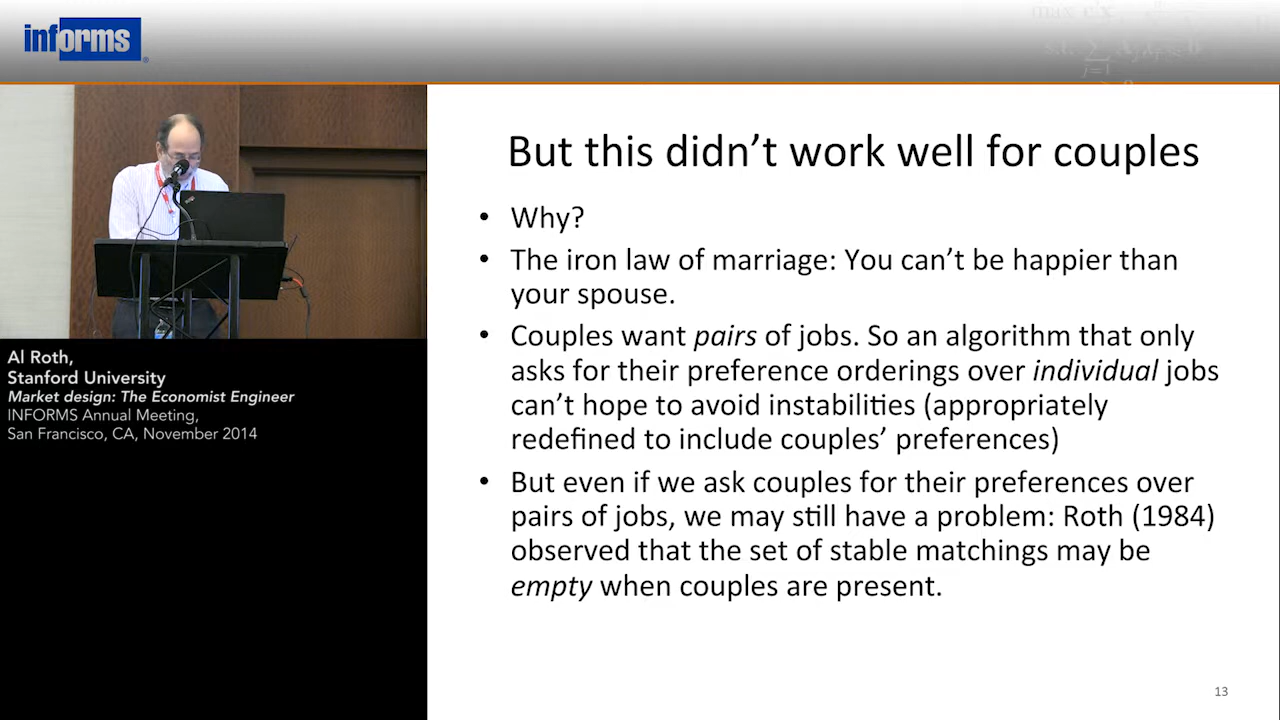 informs
But this didn’t work well for couples
• Why?
• The iron law of marriage: You can’t be happier than
your spouse.
• Couples want pairs of jobs. So an algorithm that only
asks for their preference orderings over individual jobs
can’t hope to avoid instabilities (appropriately
redefined to include couples’ preferences)
• But even if we ask couples for their preferences over
pairs of jobs, we may still have a problem: Roth (1984)
observed that the set of stable matchings may be
empty when couples are present.
13
Al Roth,
Stanford University
Market design: The Economist Engineer
INFORMS Annual Meeting,
San Francisco, CA, November 2014